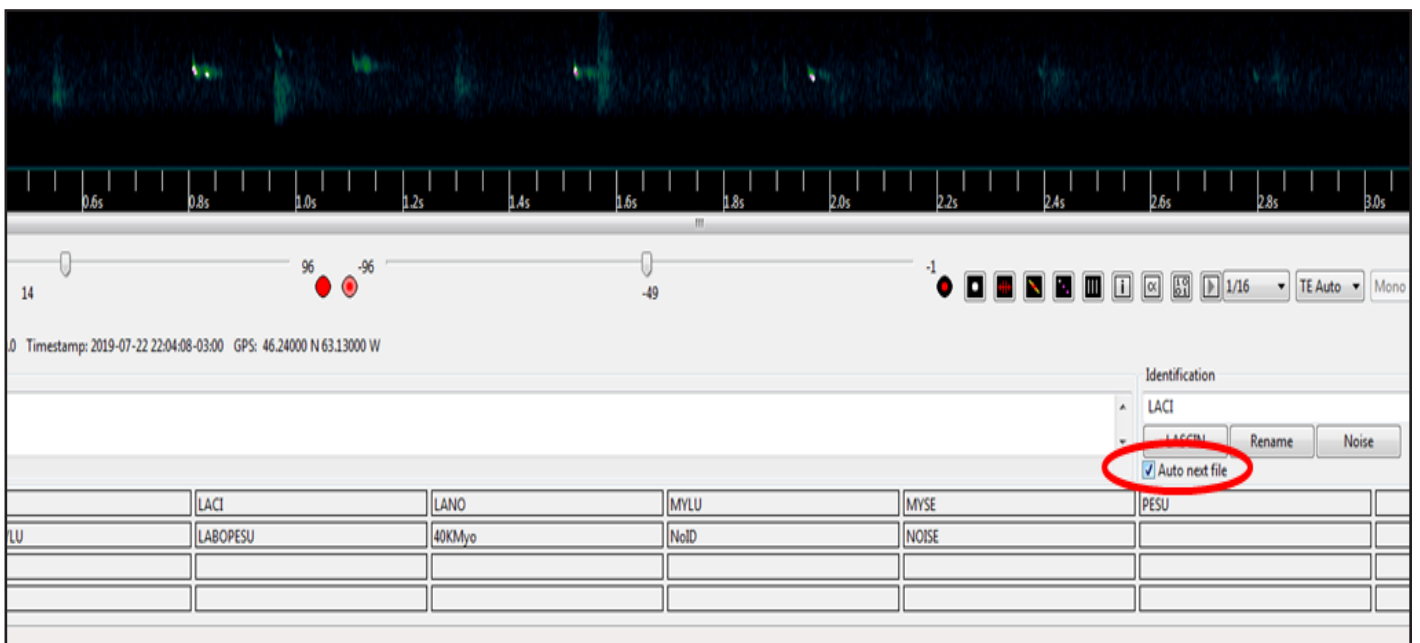 0.6s 0.8s 1.0s 1.2s 1.4s 1.6s 1.8s 2.0s 2.2s 2.4s 2.6s 2.8s 3.0s
14 96 -96 -49 -1 1/16 TE Auto Mono
.0 Timestamp: 2019-07-22 22:04:08-03:00 GPS: 46.24000 N 63.13000 W
Identification
LACI
Rename Noise
Auto next file
LACI LANO MYLU MYSE PESU
YLU LABOPESU 40KMyo NoID NOISE